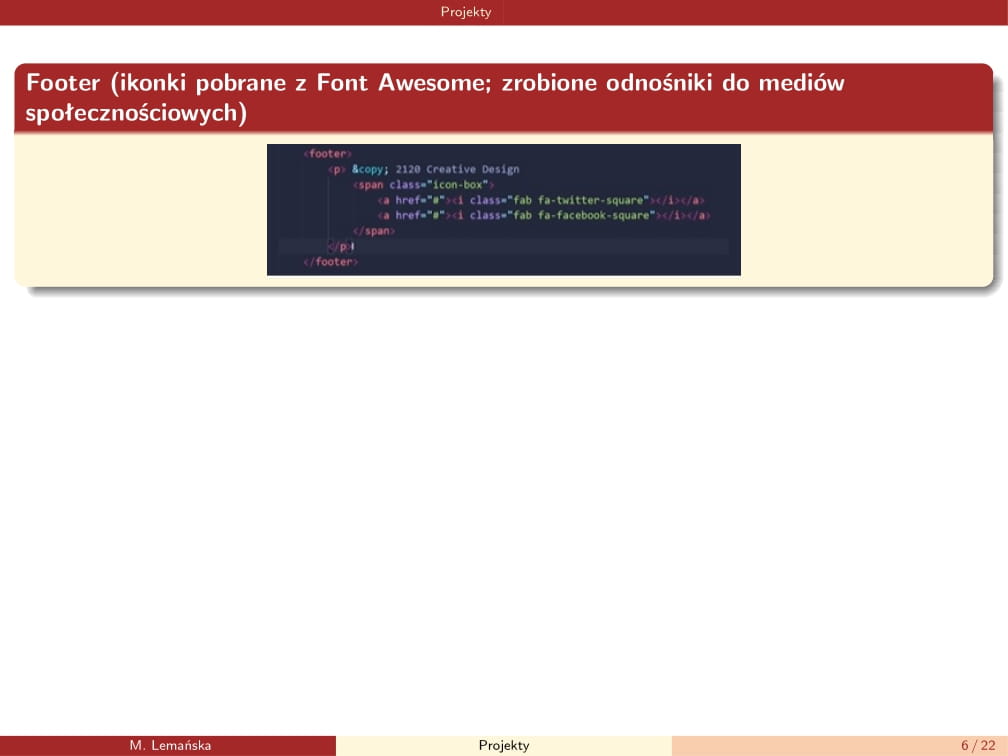 Projekty
Footer (ikonki pobrane z Font Awesome; zrobione odnośniki do mediów
społecznościowych)
<footer>
<p> &copy; 2120 Creative Design
<span class="icon-box">
<a href="#"><i class="fab fa-twitter-square"></i></a>
<a href="#"><i class="fab fa-facebook-square"></i></a>
</span>
</p>
</footer>
M. Lemańska
Projekty
6 / 22